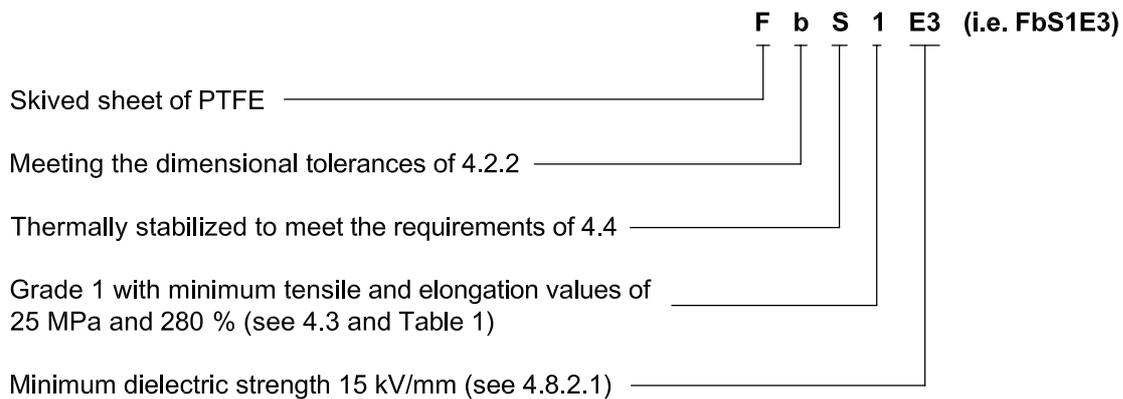 F b S 1 E3 (i.e. FbS1E3)
Skived sheet of PTFE
Meeting the dimensional tolerances of 4.2.2
Thermally stabilized to meet the requirements of 4.4
Grade 1 with minimum tensile and elongation values of
25 MPa and 280 % (see 4.3 and Table 1)
Minimum dielectric strength 15 kV/mm (see 4.8.2.1)